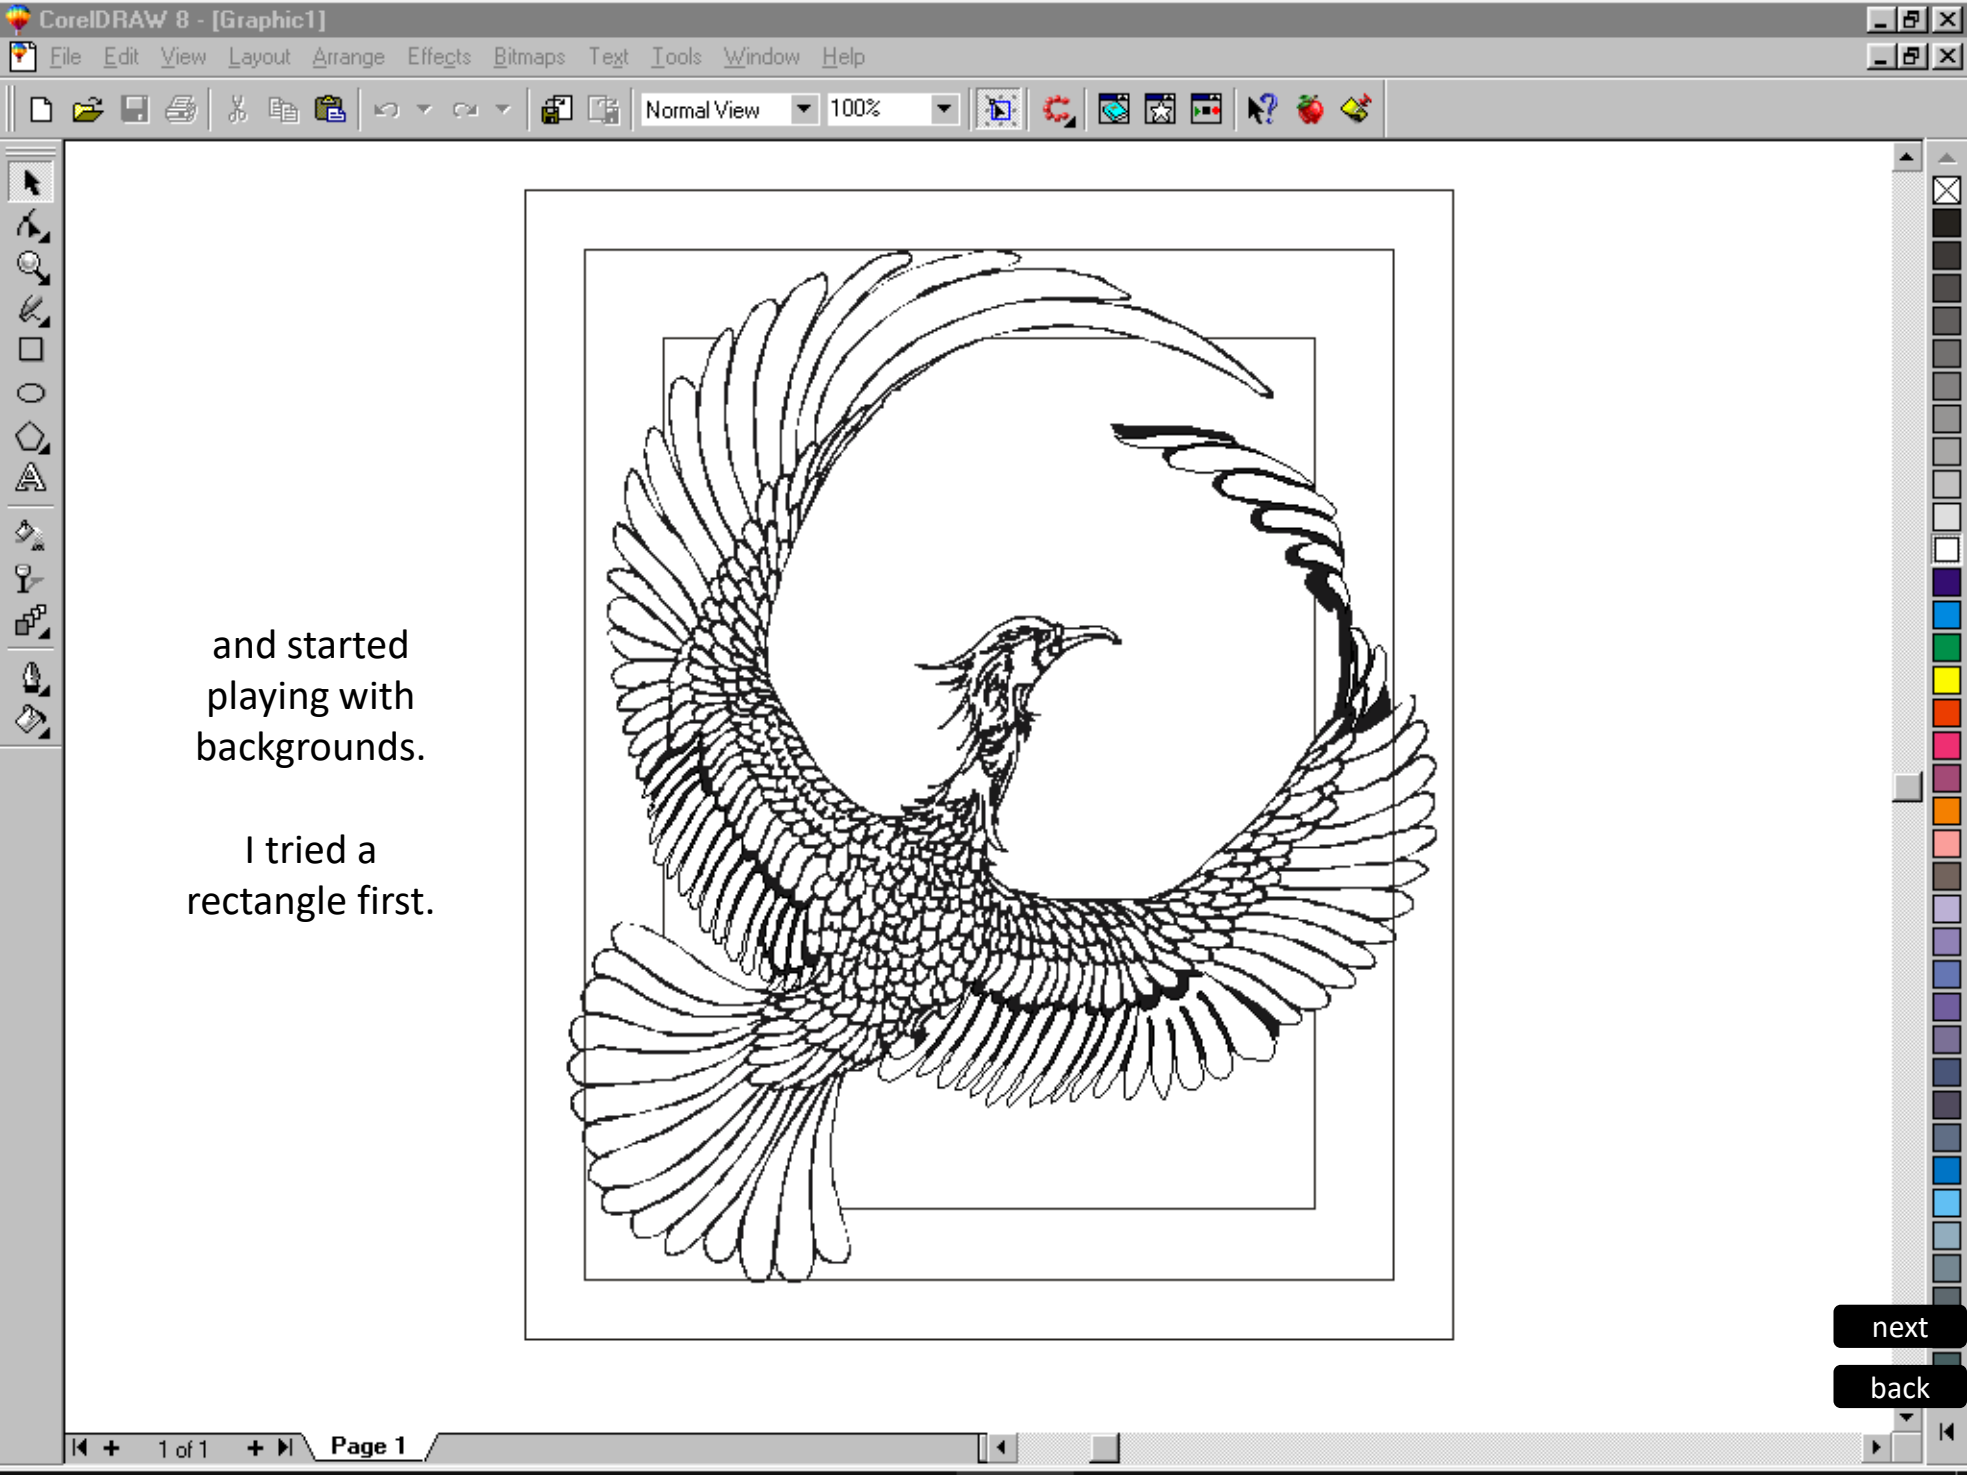 CorelDRAW 8 - [Graphic1]
File Edit View Layout Arrange Effects Bitmaps Text Tools Window Help
Normal View 100%
and started
playing with
backgrounds.
I tried a
rectangle first.
next
back
1 of 1 Page 1